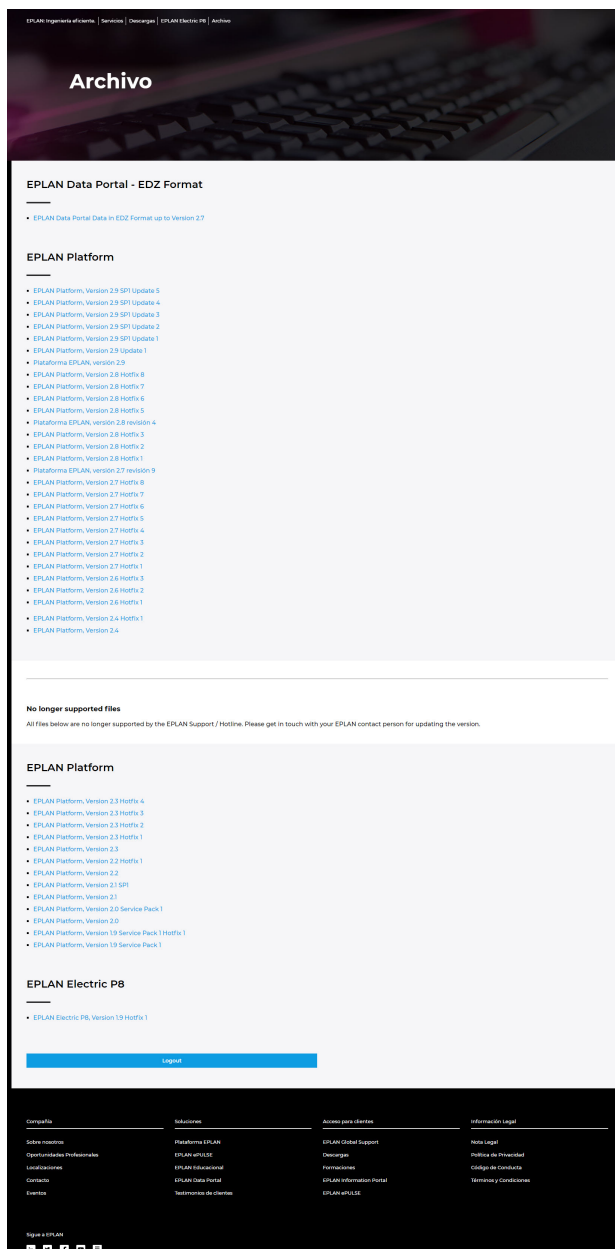 EPLAN: Ingeniería eficiente. | Servicios | Descargas | EPLAN Electric P8 | Archivo
Archivo
EPLAN Data Portal - EDZ Format
EPLAN Data Portal Data in EDZ Format up to Version 2.7
EPLAN Platform
EPLAN Platform, Version 2.9 SP1 Update 5
EPLAN Platform, Version 2.9 SP1 Update 4
EPLAN Platform, Version 2.9 SP1 Update 3
EPLAN Platform, Version 2.9 SP1 Update 2
EPLAN Platform, Version 2.9 SP1 Update 1
EPLAN Platform, Version 2.9 Update 1
Plataforma EPLAN, versión 2.9
EPLAN Platform, Version 2.8 Hotfix 8
EPLAN Platform, Version 2.8 Hotfix 7
EPLAN Platform, Version 2.8 Hotfix 6
EPLAN Platform, Version 2.8 Hotfix 5
Plataforma EPLAN, versión 2.8 revisión 4
EPLAN Platform, Version 2.8 Hotfix 3
EPLAN Platform, Version 2.8 Hotfix 2
EPLAN Platform, Version 2.8 Hotfix 1
Plataforma EPLAN, versión 2.7 revisión 9
EPLAN Platform, Version 2.7 Hotfix 8
EPLAN Platform, Version 2.7 Hotfix 7
EPLAN Platform, Version 2.7 Hotfix 6
EPLAN Platform, Version 2.7 Hotfix 5
EPLAN Platform, Version 2.7 Hotfix 4
EPLAN Platform, Version 2.7 Hotfix 3
EPLAN Platform, Version 2.7 Hotfix 2
EPLAN Platform, Version 2.7 Hotfix 1
EPLAN Platform, Version 2.6 Hotfix 3
EPLAN Platform, Version 2.6 Hotfix 2
EPLAN Platform, Version 2.6 Hotfix 1
EPLAN Platform, Version 2.4 Hotfix 1
EPLAN Platform, Version 2.4
No longer supported files
All files below are no longer supported by the EPLAN Support / Hotline. Please get in touch with your EPLAN contact person for updating the version.
EPLAN Platform
EPLAN Platform, Version 2.3 Hotfix 4
EPLAN Platform, Version 2.3 Hotfix 3
EPLAN Platform, Version 2.3 Hotfix 2
EPLAN Platform, Version 2.3 Hotfix 1
EPLAN Platform, Version 2.3
EPLAN Platform, Version 2.2 Hotfix 1
EPLAN Platform, Version 2.2
EPLAN Platform, Version 2.1 SP1
EPLAN Platform, Version 2.1
EPLAN Platform, Version 2.0 Service Pack 1
EPLAN Platform, Version 2.0
EPLAN Platform, Version 1.9 Service Pack 1 Hotfix 1
EPLAN Platform, Version 1.9 Service Pack 1
EPLAN Electric P8
EPLAN Electric P8, Version 1.9 Hotfix 1
Logout
Compañía
Sobre nosotros
Oportunidades Profesionales
Localizaciones
Contacto
Eventos
Soluciones
Plataforma EPLAN
EPLAN ePULSE
EPLAN Educacional
EPLAN Data Portal
Testimonios de clientes
Acceso para clientes
EPLAN Global Support
Descargas
Formaciones
EPLAN Information Portal
EPLAN ePULSE
Información Legal
Nota Legal
Política de Privacidad
Código de Conducta
Términos y Condiciones
Sigue a EPLAN